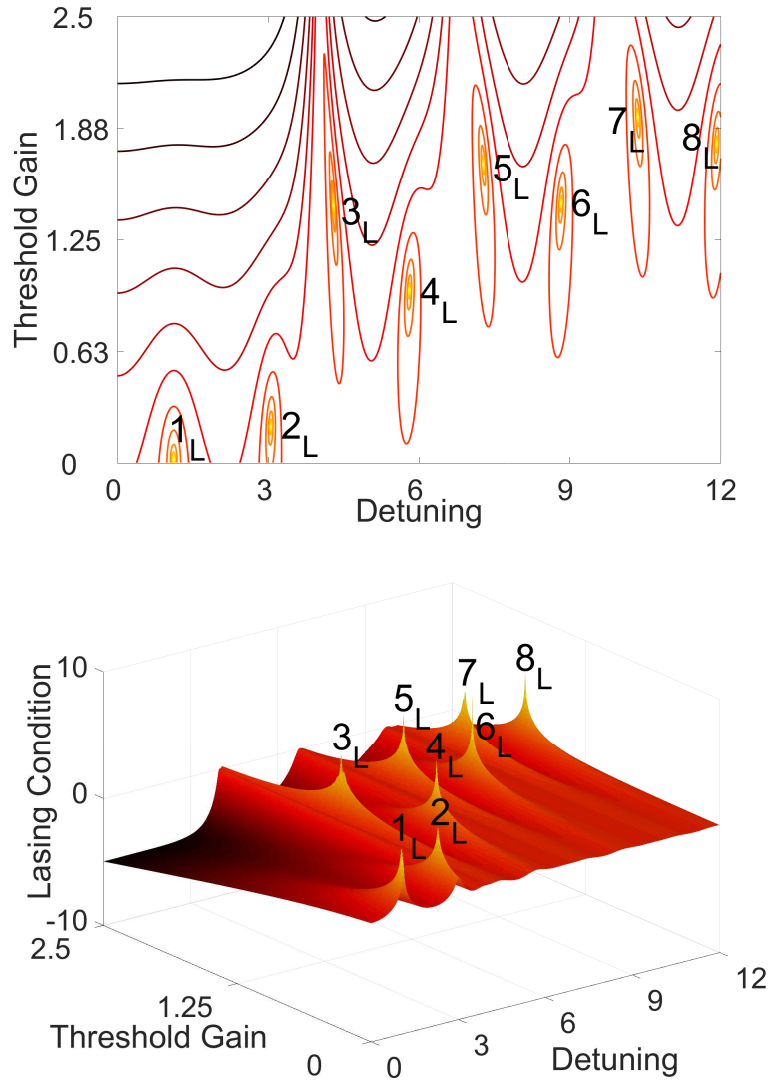 2.5
1.88
1.25
0.63
0
Threshold Gain
1L
2L
3L
4L
5L
6L
7L
8L
0 3 6 9 12
Detuning
10
0
-10
Lasing Condition
1L
2L
3L
4L
5L
6L
7L
8L
2.5
1.25
0
Threshold Gain
0
3
6
9
12
Detuning